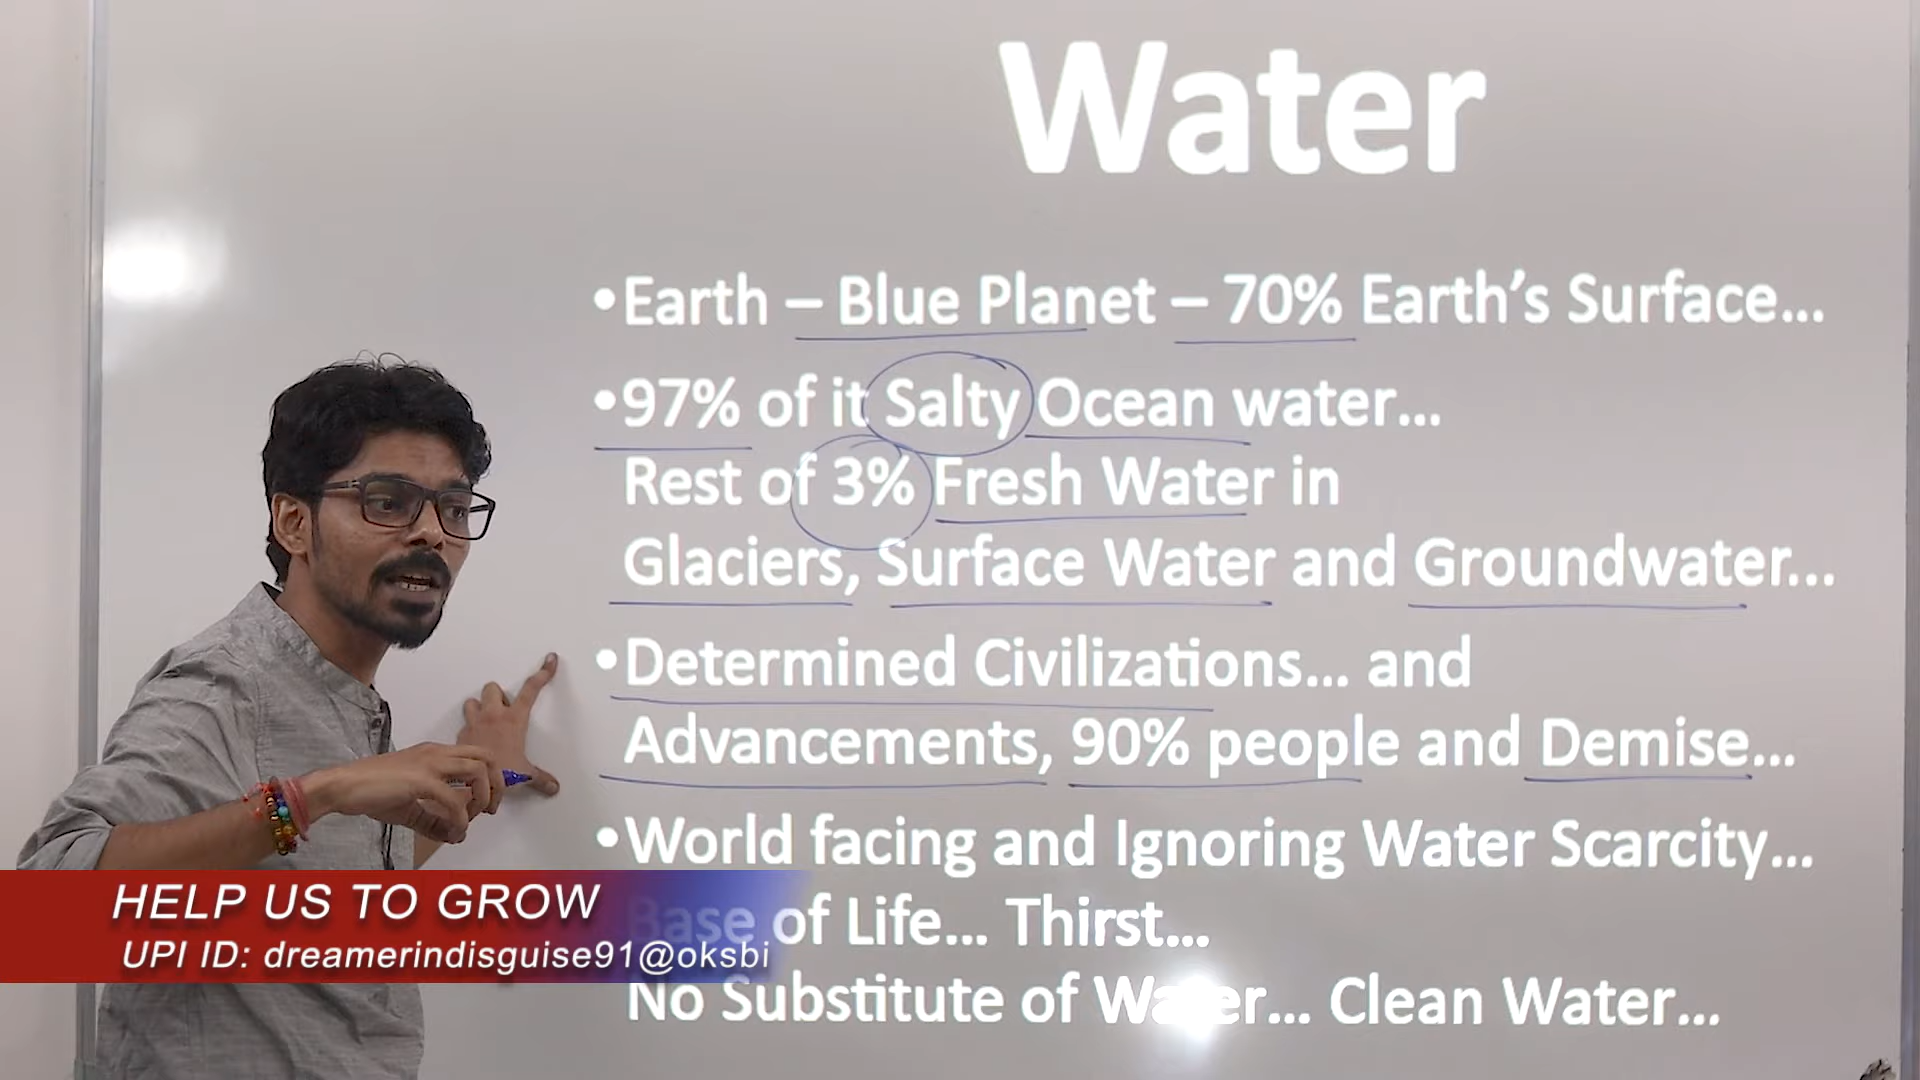 Water
•Earth – Blue Planet – 70% Earth's Surface...
•97% of it Salty Ocean water...
Rest of 3% Fresh Water in
Glaciers, Surface Water and Groundwater...
•Determined Civilizations... and
Advancements, 90% people and Demise...
•World facing and Ignoring Water Scarcity...
Base of Life... Thirst...
No Substitute of Water... Clean Water...
HELP US TO GROW
UPI ID: dreamerindisguise91@oksbi